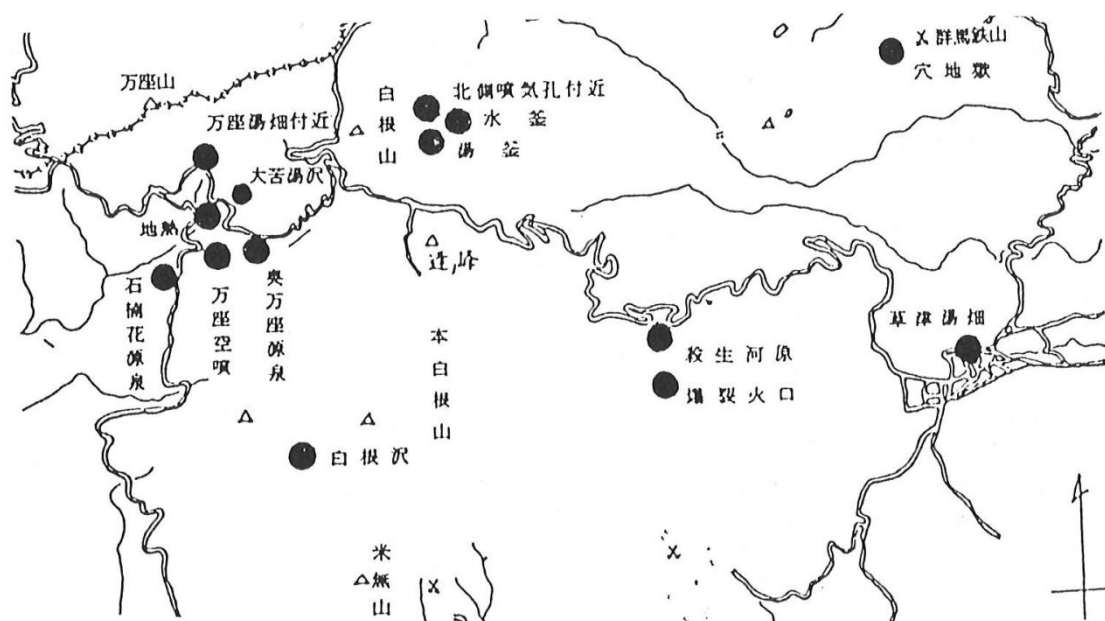 万座山
万座湯畑付近
大苦湯沢
地熱
石楠花源泉
万座空噴
奥万座源泉
白根山
北側噴気孔付近
水釜
湯釜
逢ノ峰
本白根山
白根沢
米無山
殺生河原
爆裂火口
草津湯畑
群馬鉄山
穴地獄